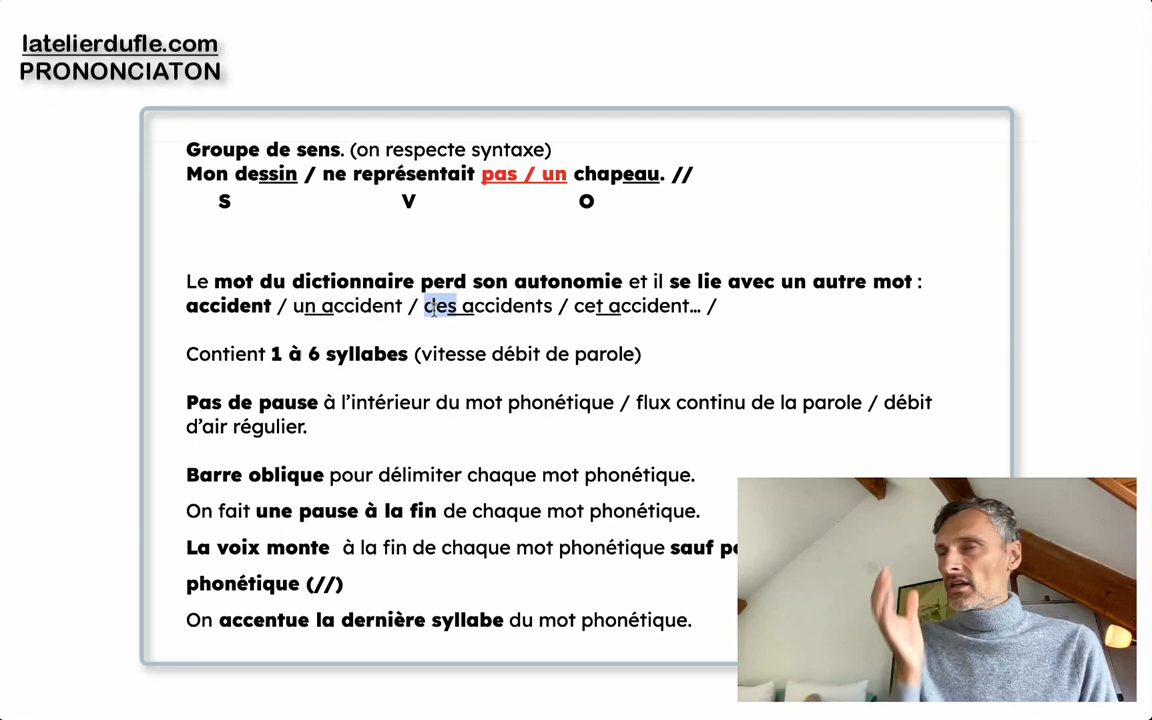 latelierdufle.com
PRONONCIATON
Groupe de sens. (on respecte syntaxe)
Mon dessin / ne représentait pas / un chapeau. //
S V O
Le mot du dictionnaire perd son autonomie et il se lie avec un autre mot :
accident / un accident / des accidents / cet accident… /
Contient 1 à 6 syllabes (vitesse débit de parole)
Pas de pause à l’intérieur du mot phonétique / flux continu de la parole / débit
d’air régulier.
Barre oblique pour délimiter chaque mot phonétique.
On fait une pause à la fin de chaque mot phonétique.
La voix monte à la fin de chaque mot phonétique sauf
phonétique (//)
On accentue la dernière syllabe du mot phonétique.